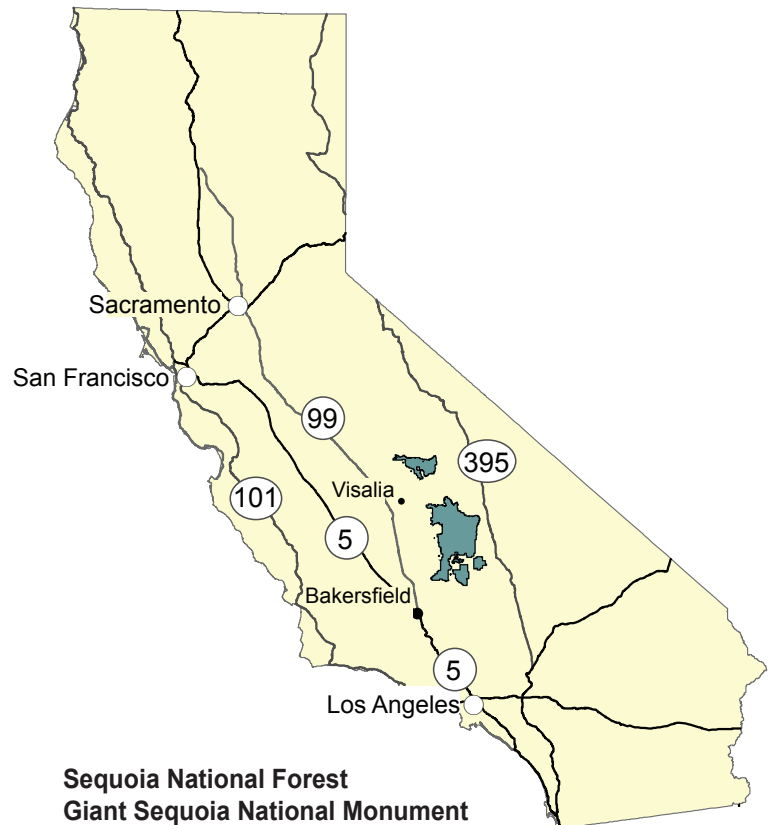 Sacramento
San Francisco
99
395
Visalia
101
5
Bakersfield
5
Los Angeles
Sequoia National Forest
Giant Sequoia National Monument